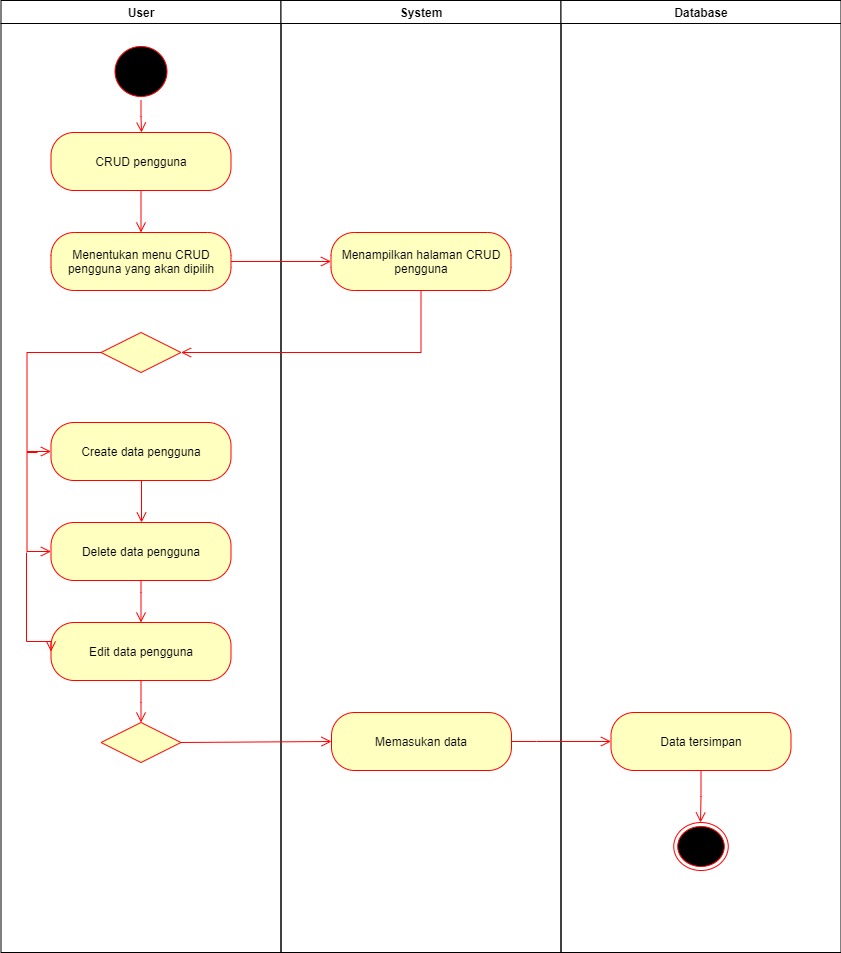 User
System
Database
CRUD pengguna
Menentukan menu CRUD
pengguna yang akan dipilih
Menampilkan halaman CRUD
pengguna
Create data pengguna
Delete data pengguna
Edit data pengguna
Memasukan data
Data tersimpan